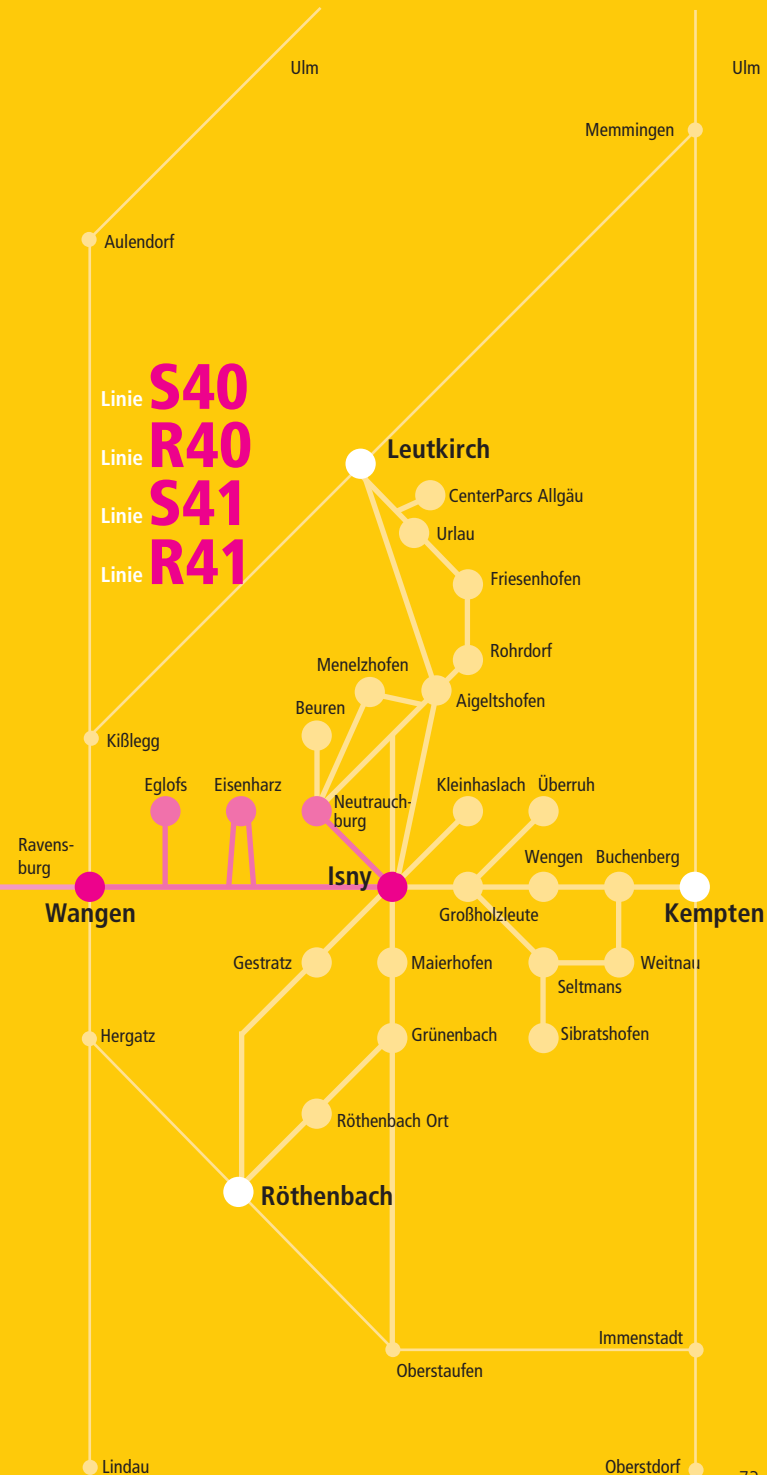 Ulm
Ulm
Memmingen
Aulendorf
Linie S40
Linie R40
Linie S41
Linie R41
Leutkirch
CenterParcs Allgäu
Urlau
Friesenhofen
Rohrdorf
Menelzhofen
Aigeltshofen
Beuren
Kißlegg
Eglofs
Eisenharz
Neutrauch-
burg
Kleinhaslach
Überruh
Ravens-
burg
Isny
Wengen
Buchenberg
Wangen
Großholzleute
Kempten
Gestratz
Maierhofen
Weitnau
Seltmans
Hergatz
Grünenbach
Sibratshofen
Röthenbach Ort
Röthenbach
Immenstadt
Oberstaufen
Lindau
Oberstdorf